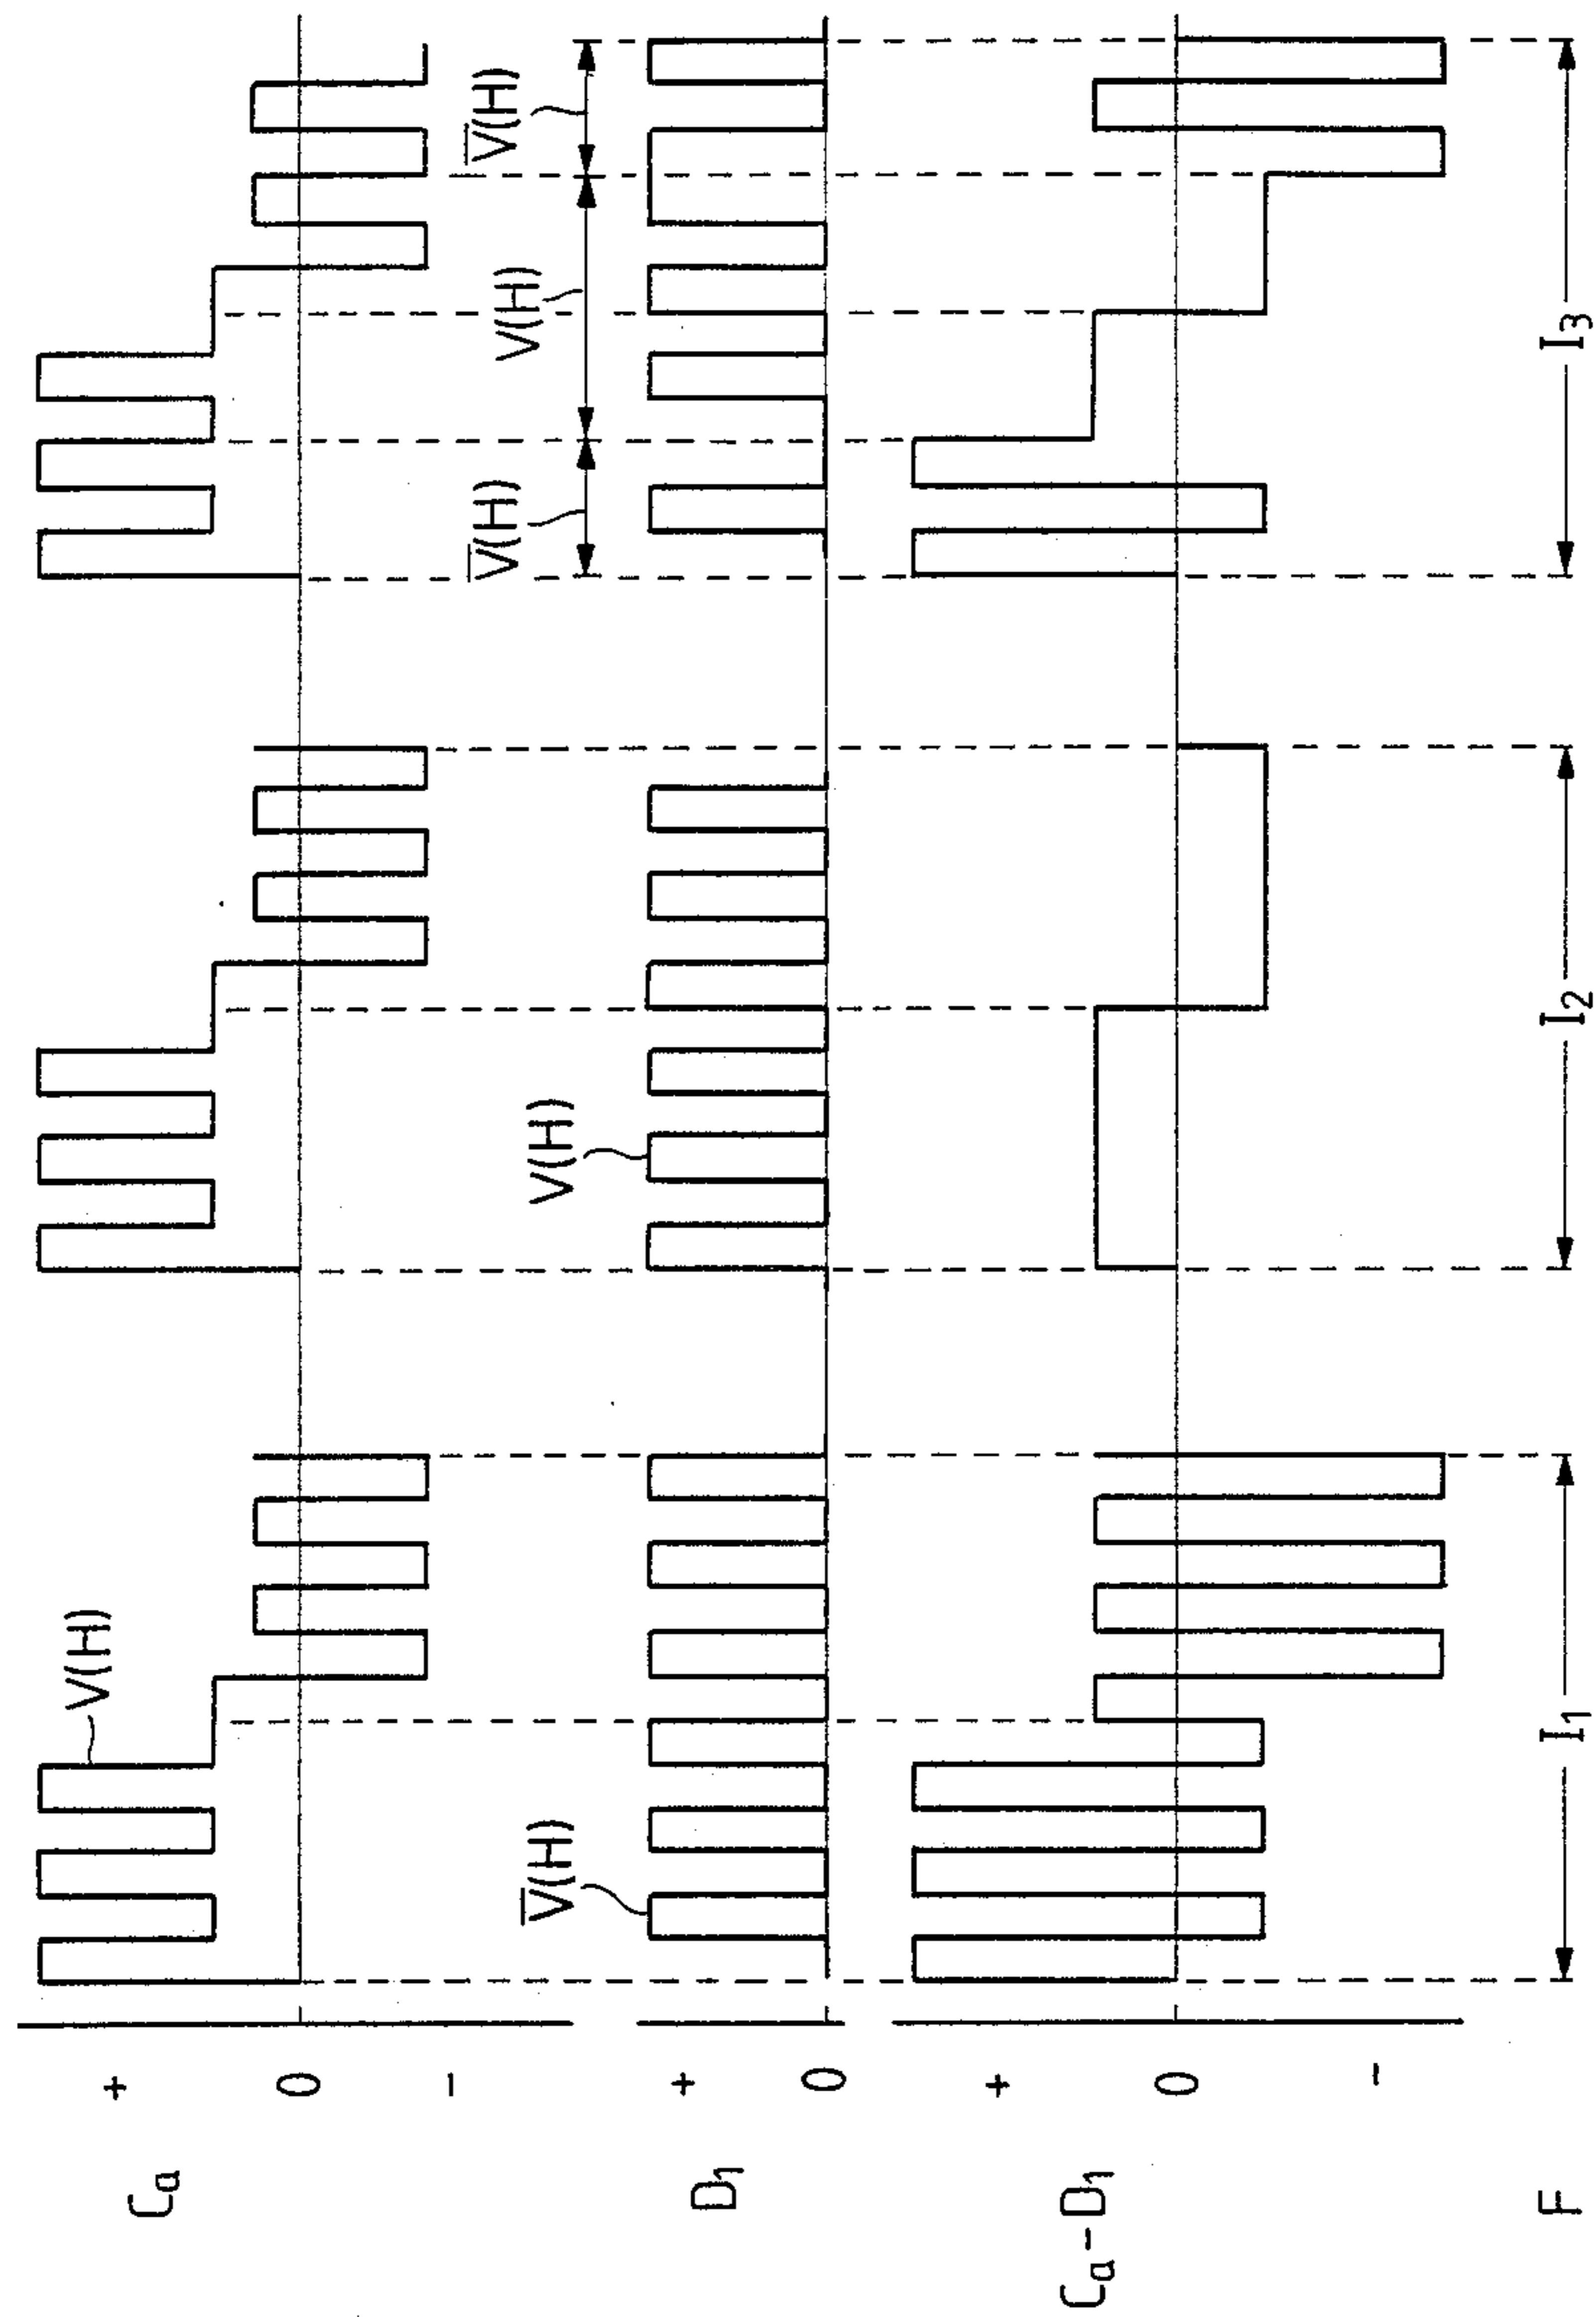 Ca
+
0
-
V(H)
D1
+
0
V̅(H)
V(H)
V̅(H)
V(H)
V̅(H)
Ca-D1
+
0
-
F
I1
I2
I3